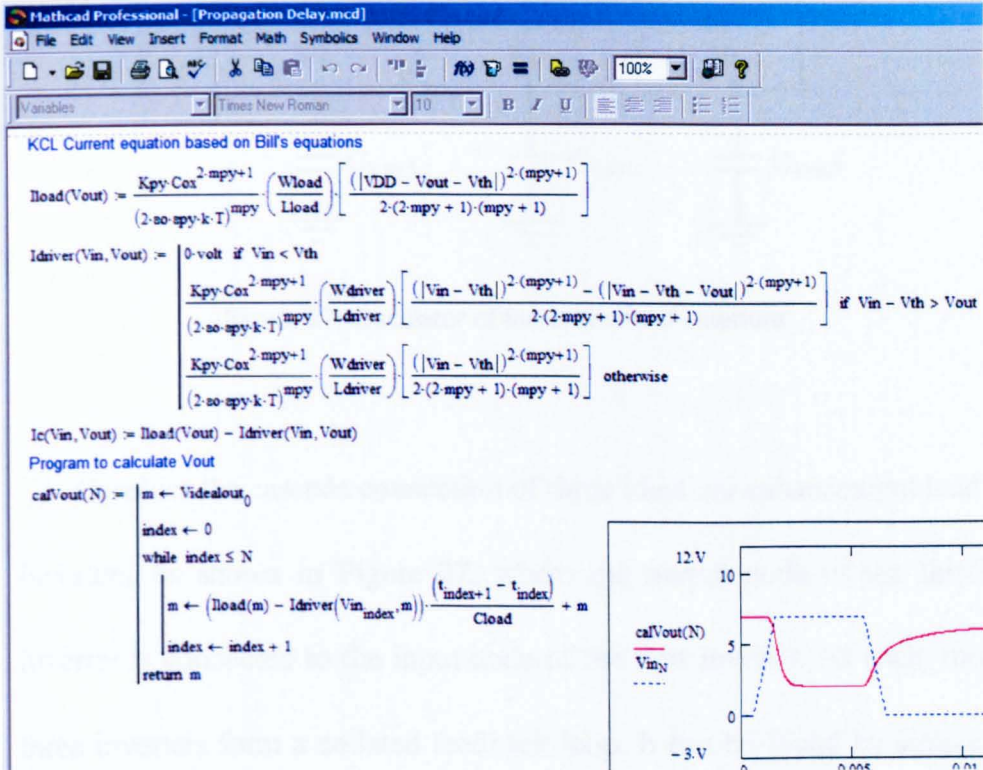 Mathcad Professional - [Propagation Delay.mcd]
File Edit View Insert Format Math Symbolics Window Help
100%
Variables Times New Roman 10 B I U
KCL Current equation based on Bill's equations
Iload(Vout) := Kpy·Cox^(2·mpy+1) / (2·εo·εpy·k·T)^mpy · (Wload / Lload) · [(|VDD − Vout − Vth|)^(2·(mpy+1)) / 2·(2·mpy + 1)·(mpy + 1)]
Idriver(Vin, Vout) := 0·volt if Vin < Vth
Kpy·Cox^(2·mpy+1) / (2·εo·εpy·k·T)^mpy · (Wdriver / Ldriver) · [(|Vin − Vth|)^(2·(mpy+1)) − (|Vin − Vth − Vout|)^(2·(mpy+1)) / 2·(2·mpy + 1)·(mpy + 1)] if Vin − Vth > Vout
Kpy·Cox^(2·mpy+1) / (2·εo·εpy·k·T)^mpy · (Wdriver / Ldriver) · [(|Vin − Vth|)^(2·(mpy+1)) / 2·(2·mpy + 1)·(mpy + 1)] otherwise
Ic(Vin, Vout) := Iload(Vout) − Idriver(Vin, Vout)
Program to calculate Vout
calVout(N) := m ← Videalout_0
index ← 0
while index ≤ N
m ← (Iload(m) − Idriver(Vin_index, m)) · (t_index+1 − t_index) / Cload + m
index ← index + 1
return m
12.V
10
calVout(N)
5
Vin_N
0
−3.V
0 0.005 0.01